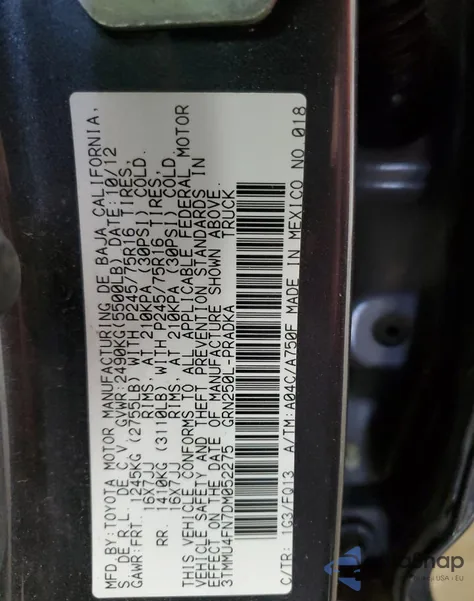 MFD BY: TOYOTA MOTOR MANUFACTURING DE BAJA CALIFORNIA,
S. DE R.L. DE C.V. GVWR: 2490KG(5500LB) DATE: 10/12
GAWR: FRT. 1245KG (2755LB) WITH P245/75R16 TIRES,
16X7JJ RIMS, AT 210KPA (30PSI) COLD.
RR. 1410KG (3110LB) WITH P245/75R16 TIRES,
16X7JJ RIMS, AT 210KPA (30PSI) COLD.
THIS VEHICLE CONFORMS TO ALL APPLICABLE FEDERAL MOTOR
VEHICLE SAFETY AND THEFT PREVENTION STANDARDS IN
EFFECT ON THE DATE OF MANUFACTURE SHOWN ABOVE.
3TMMU4FN7DM052275 GRN250L-PRADKA TRUCK
C/TR: 1G3/FQ13 A/TM: A04C/A750F MADE IN MEXICO NO 018